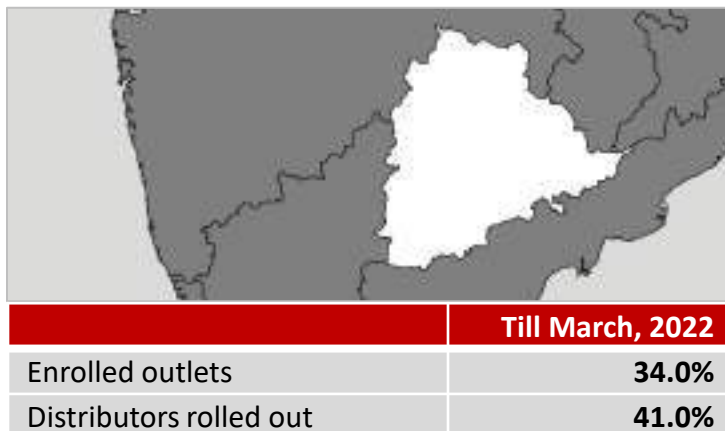 Till March, 2022
Enrolled outlets 34.0%
Distributors rolled out 41.0%